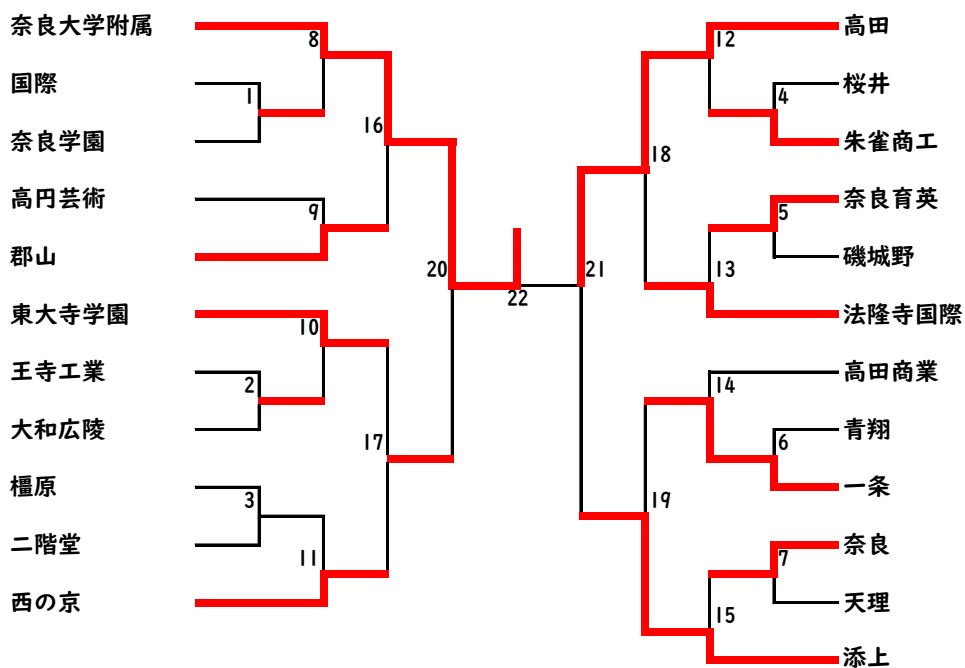 奈良大学附属
国際
奈良学園
高円芸術
郡山
東大寺学園
王寺工業
大和広陵
橿原
二階堂
西の京
1
2
3
8
9
10
11
16
17
20
22
21
18
19
12
13
14
15
4
5
6
7
高田
桜井
朱雀商工
奈良育英
磯城野
法隆寺国際
高田商業
青翔
一条
奈良
天理
添上